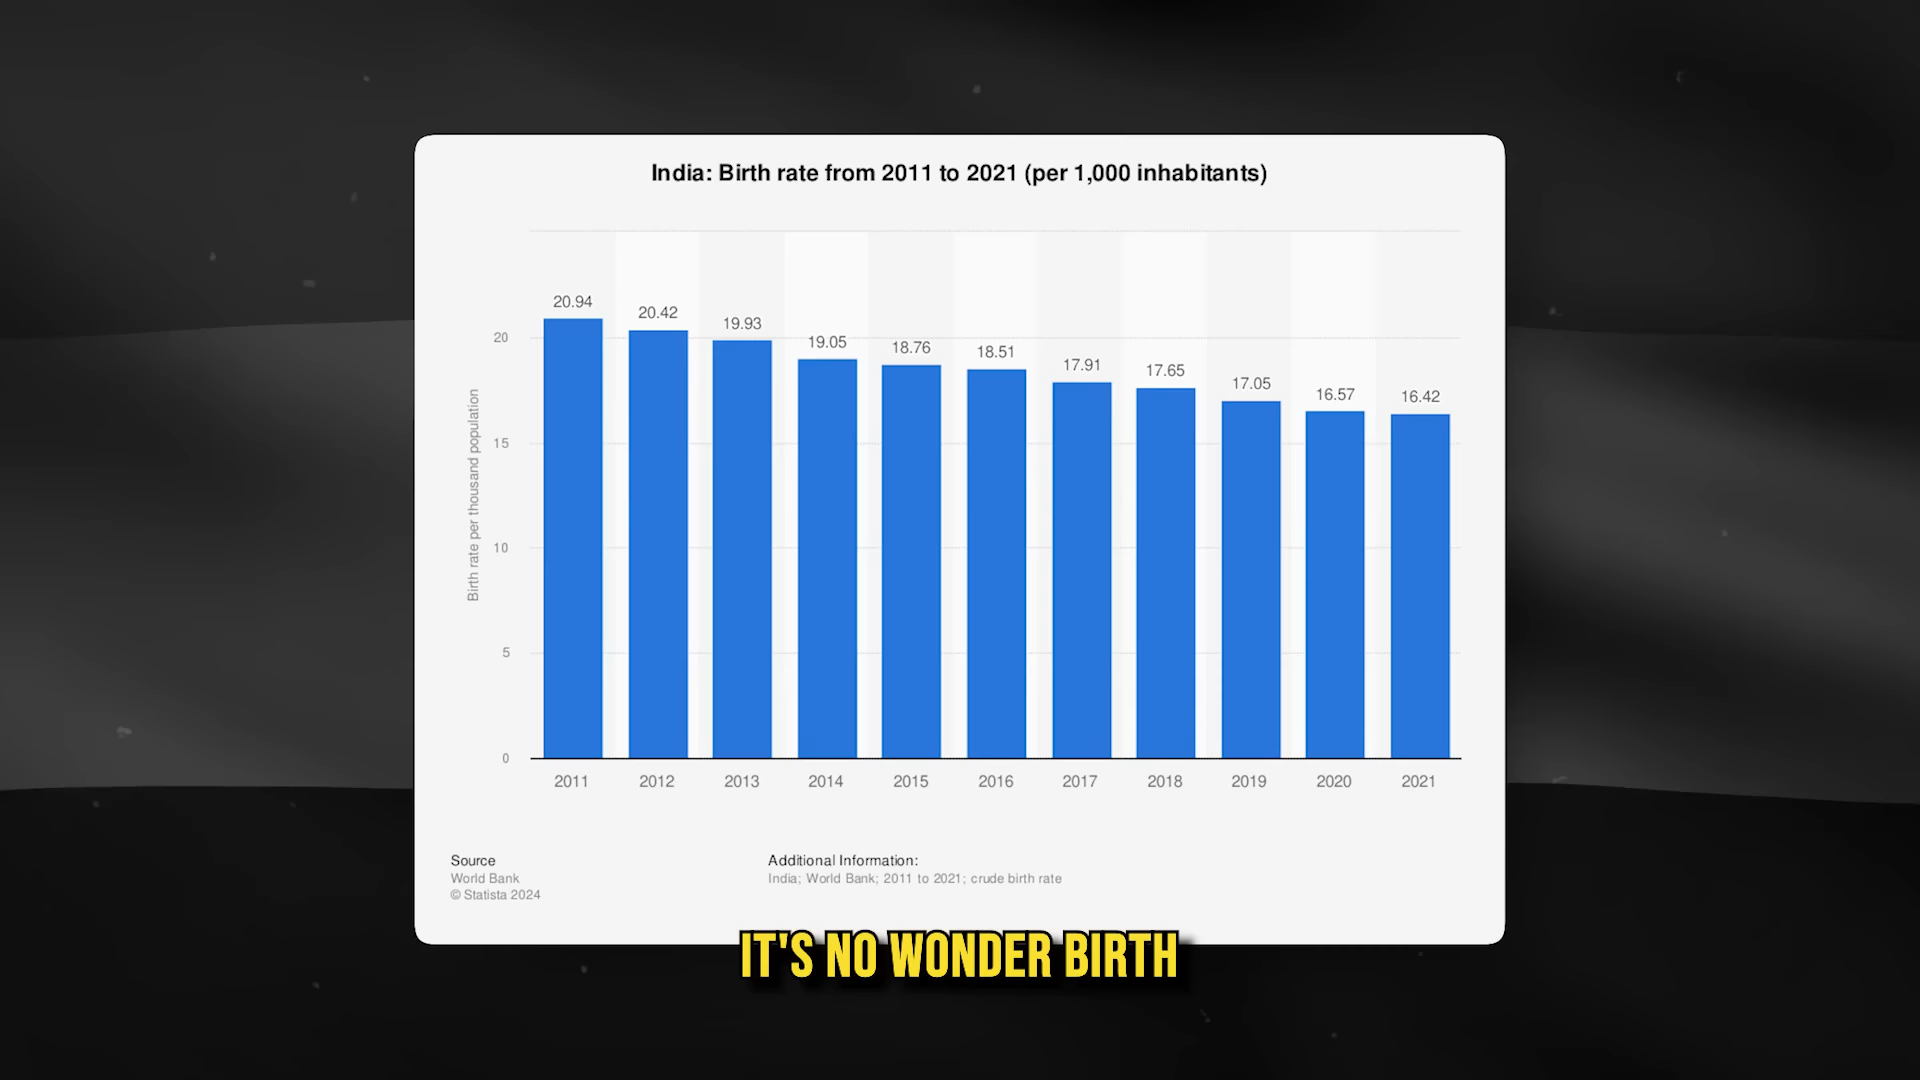 India: Birth rate from 2011 to 2021 (per 1,000 inhabitants)
Birth rate per thousand population
20
15
10
5
0
20.94
20.42
19.93
19.05
18.76
18.51
17.91
17.65
17.05
16.57
16.42
2011 2012 2013 2014 2015 2016 2017 2018 2019 2020 2021
Source
World Bank
© Statista 2024
Additional Information:
India; World Bank; 2011 to 2021; crude birth rate
IT'S NO WONDER BIRTH